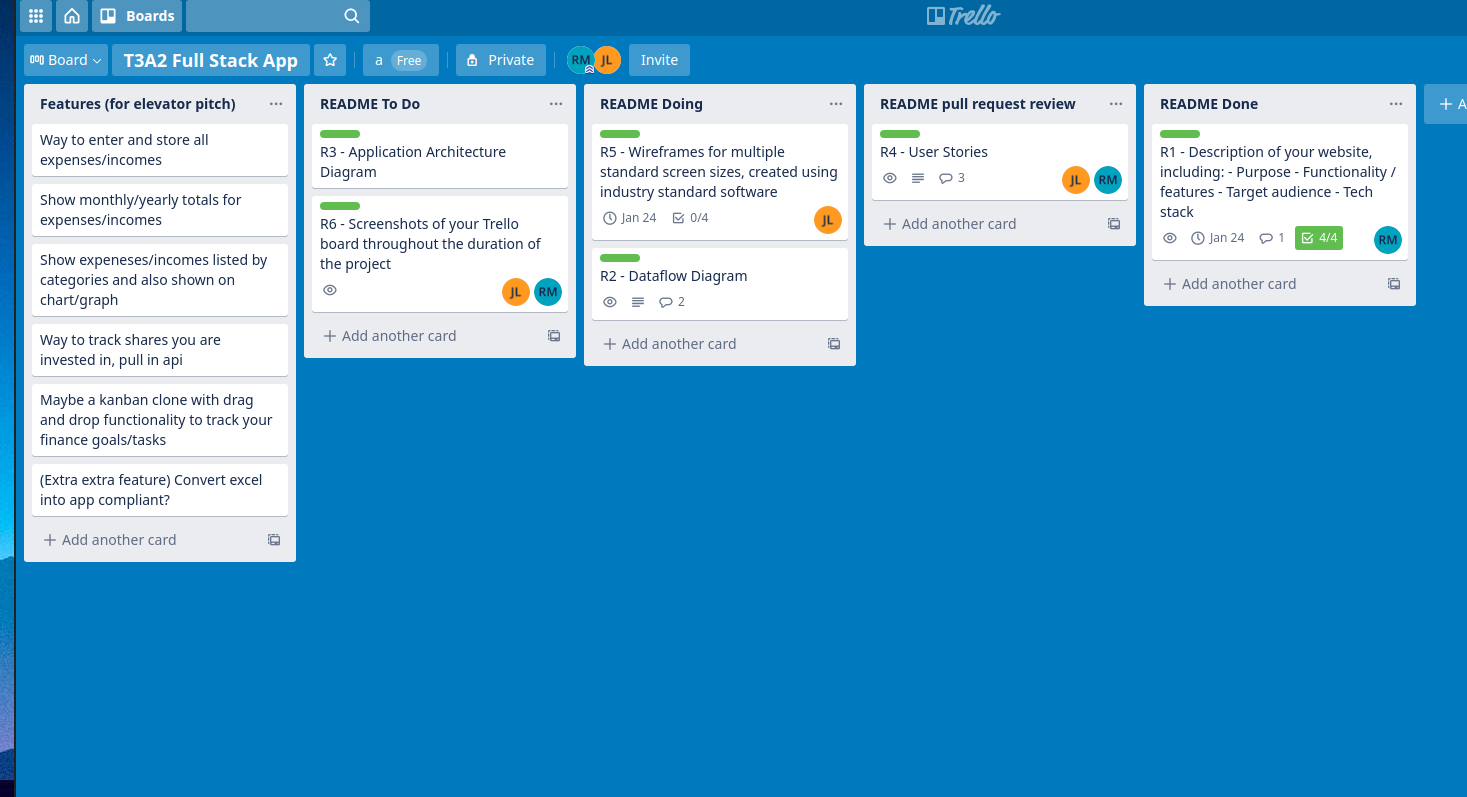 Boards
Trello
Board
T3A2 Full Stack App
a Free
Private
RM
JL
Invite
Features (for elevator pitch)
Way to enter and store all
expenses/incomes
Show monthly/yearly totals for
expenses/incomes
Show expeneses/incomes listed by
categories and also shown on
chart/graph
Way to track shares you are
invested in, pull in api
Maybe a kanban clone with drag
and drop functionality to track your
finance goals/tasks
(Extra extra feature) Convert excel
into app compliant?
+ Add another card
README To Do
R3 - Application Architecture
Diagram
R6 - Screenshots of your Trello
board throughout the duration of
the project
JL RM
+ Add another card
README Doing
R5 - Wireframes for multiple
standard screen sizes, created using
industry standard software
Jan 24 0/4 JL
R2 - Dataflow Diagram
2
+ Add another card
README pull request review
R4 - User Stories
3 JL RM
+ Add another card
README Done
R1 - Description of your website,
including: - Purpose - Functionality /
features - Target audience - Tech
stack
Jan 24 1 4/4 RM
+ Add another card
+ A